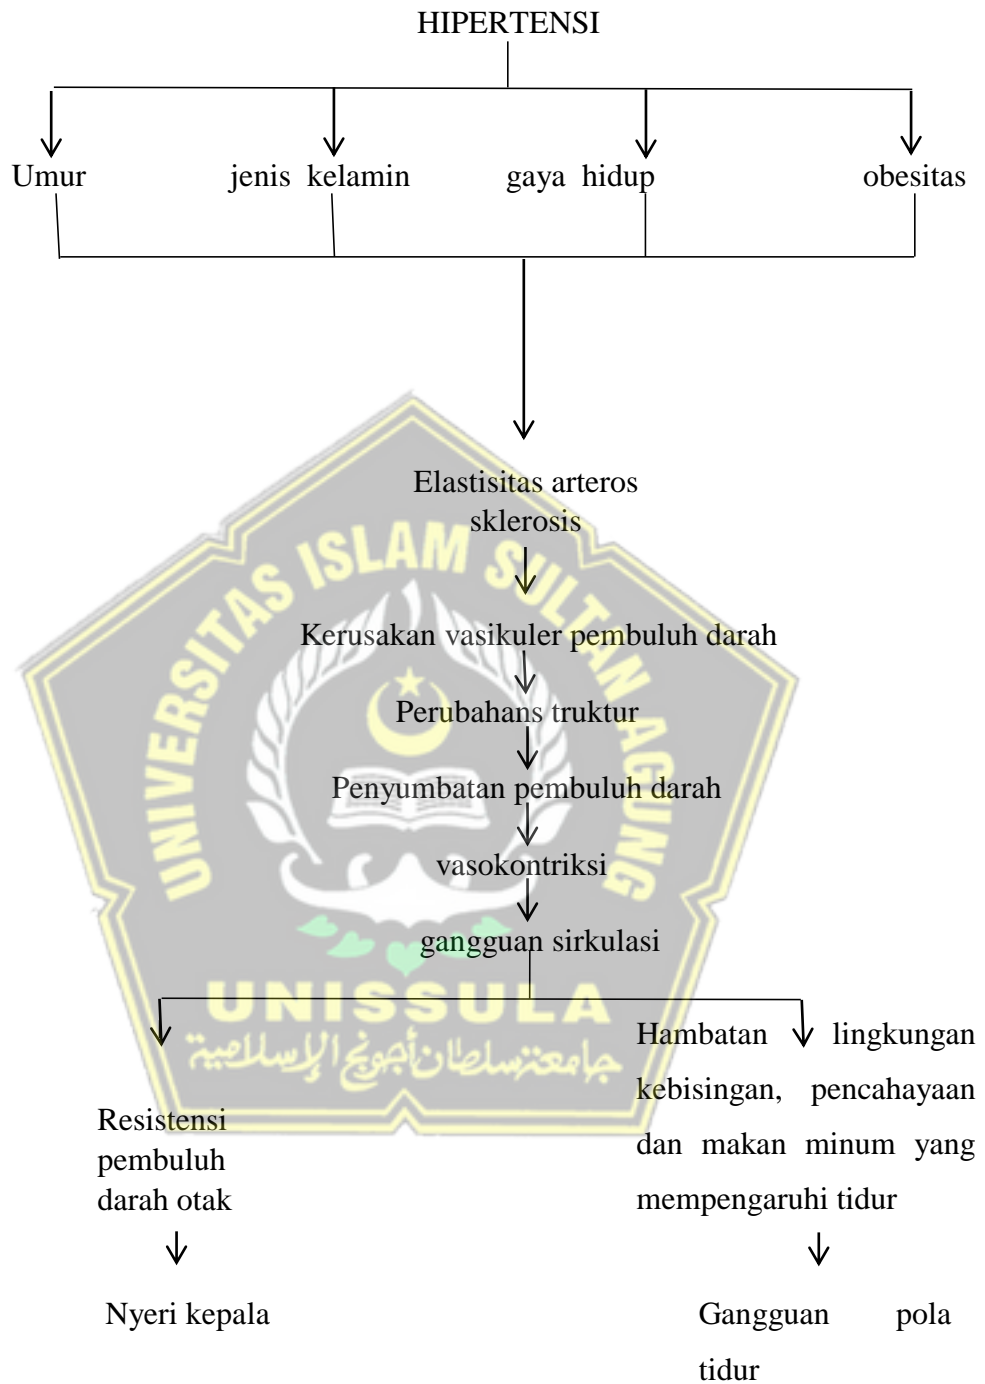 HIPERTENSI
Umur jenis kelamin gaya hidup obesitas
Elastisitas arteros
sklerosis
UNIVERSITAS ISLAM SULTAN AGUNG
Kerusakan vasikuler pembuluh darah
Perubahans truktur
Penyumbatan pembuluh darah
vasokontriksi
gangguan sirkulasi
UNISSULA
جامعتسلطان أجونج الإسلامية
Hambatan lingkungan
kebisingan, pencahayaan
dan makan minum yang
mempengaruhi tidur
Resistensi
pembuluh
darah otak
Nyeri kepala
Gangguan pola
tidur